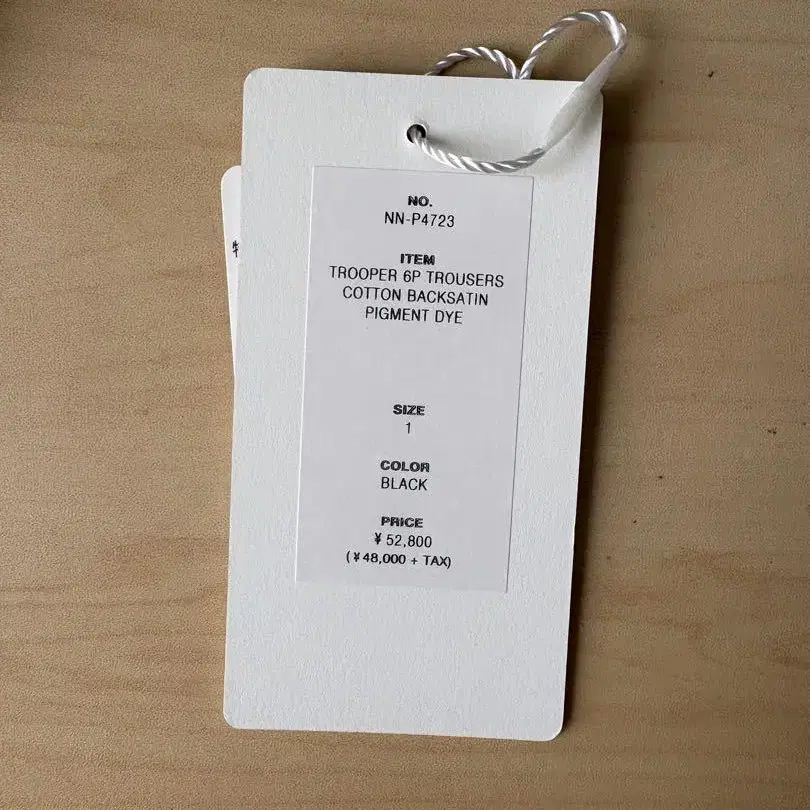 NO.
NN-P4723
ITEM
TROOPER 6P TROUSERS
COTTON BACKSATIN
PIGMENT DYE
SIZE
1
COLOR
BLACK
PRICE
¥ 52,800
(¥48,000 + TAX)